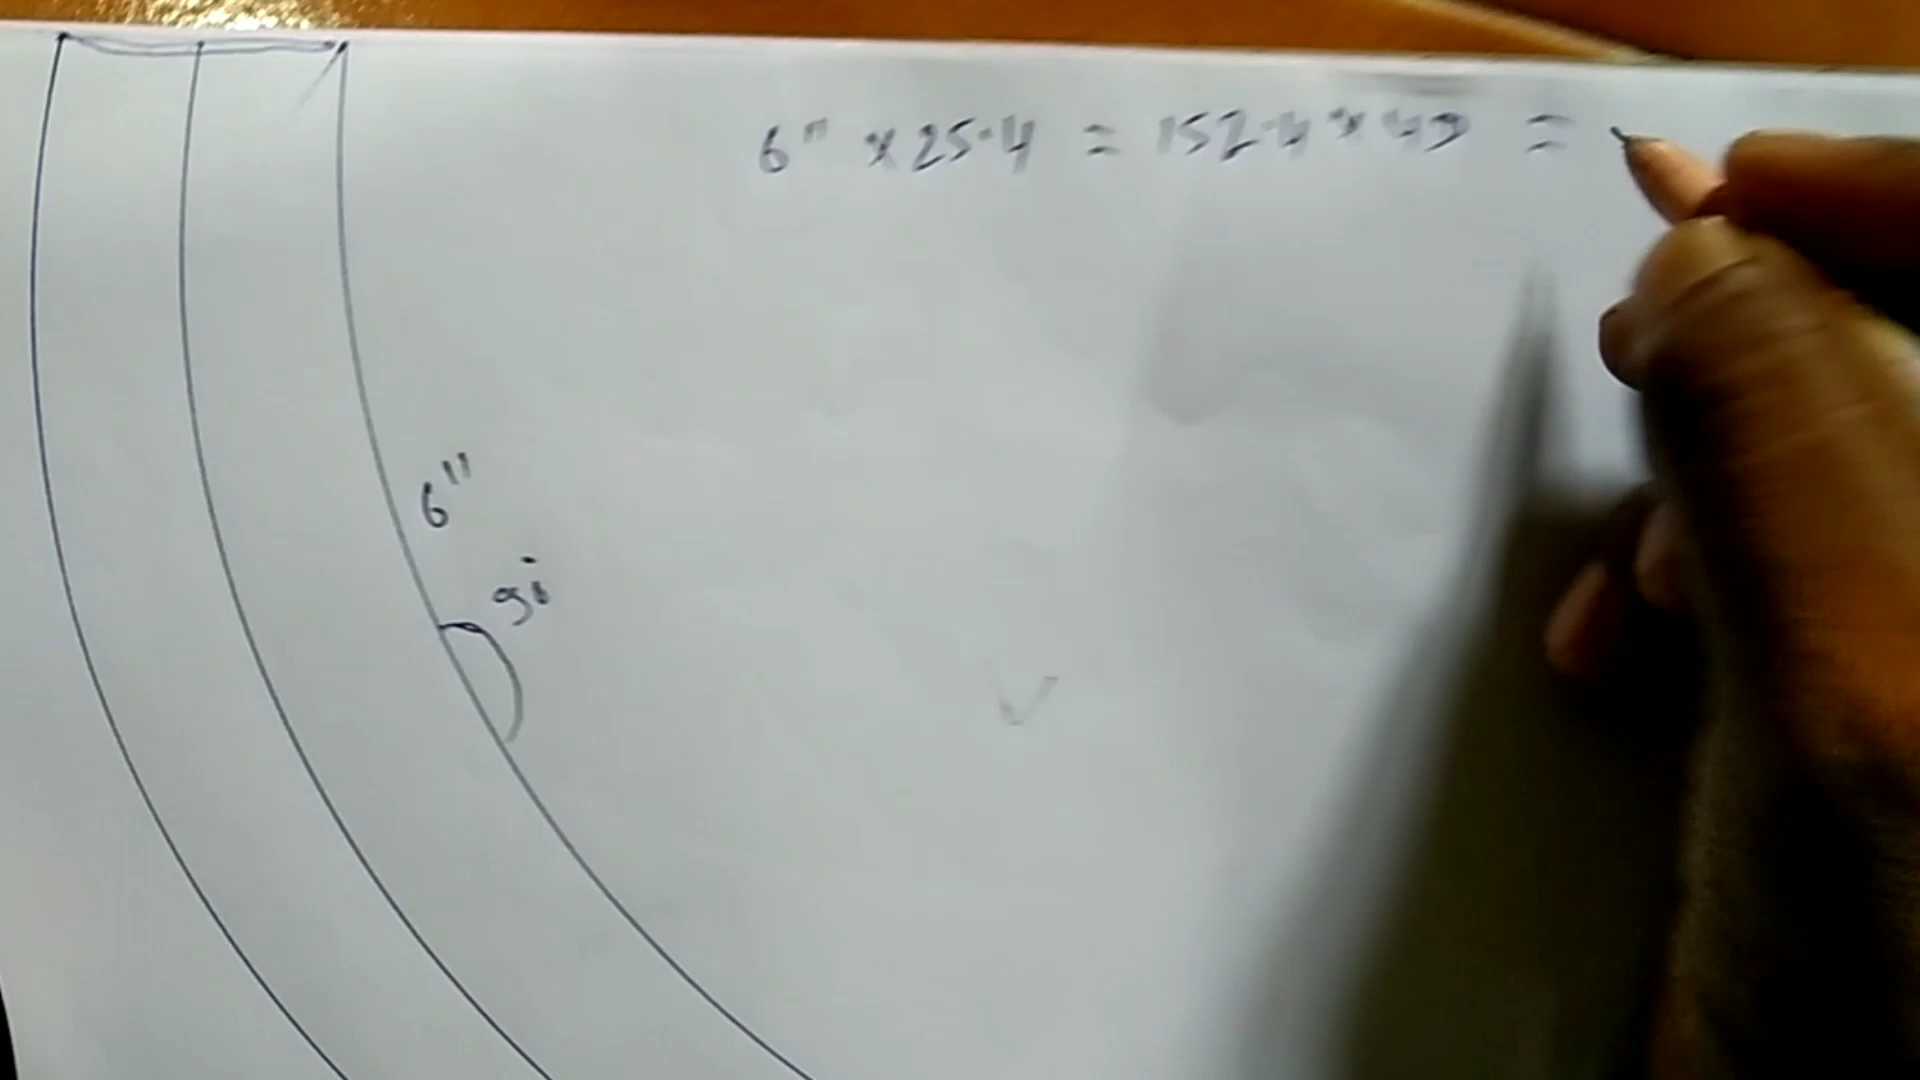 6" × 25.4 = 152.4 × 45 =
6"
90°